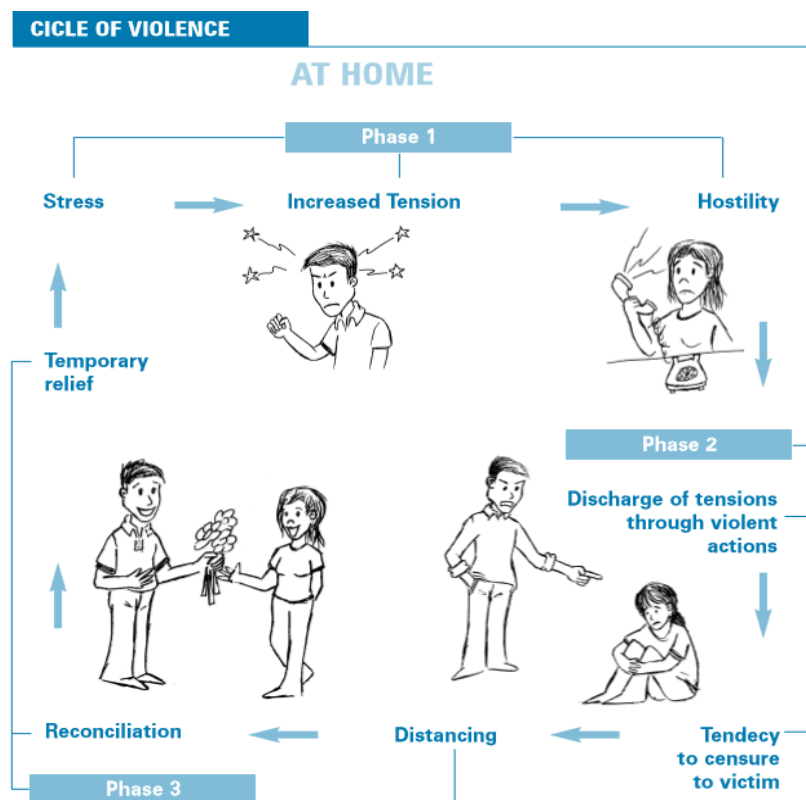 CICLE OF VIOLENCE
AT HOME
Phase 1
Stress
Increased Tension
Hostility
Temporary
relief
Phase 2
Discharge of tensions
through violent
actions
Reconciliation
Distancing
Tendecy
to censure
to victim
Phase 3